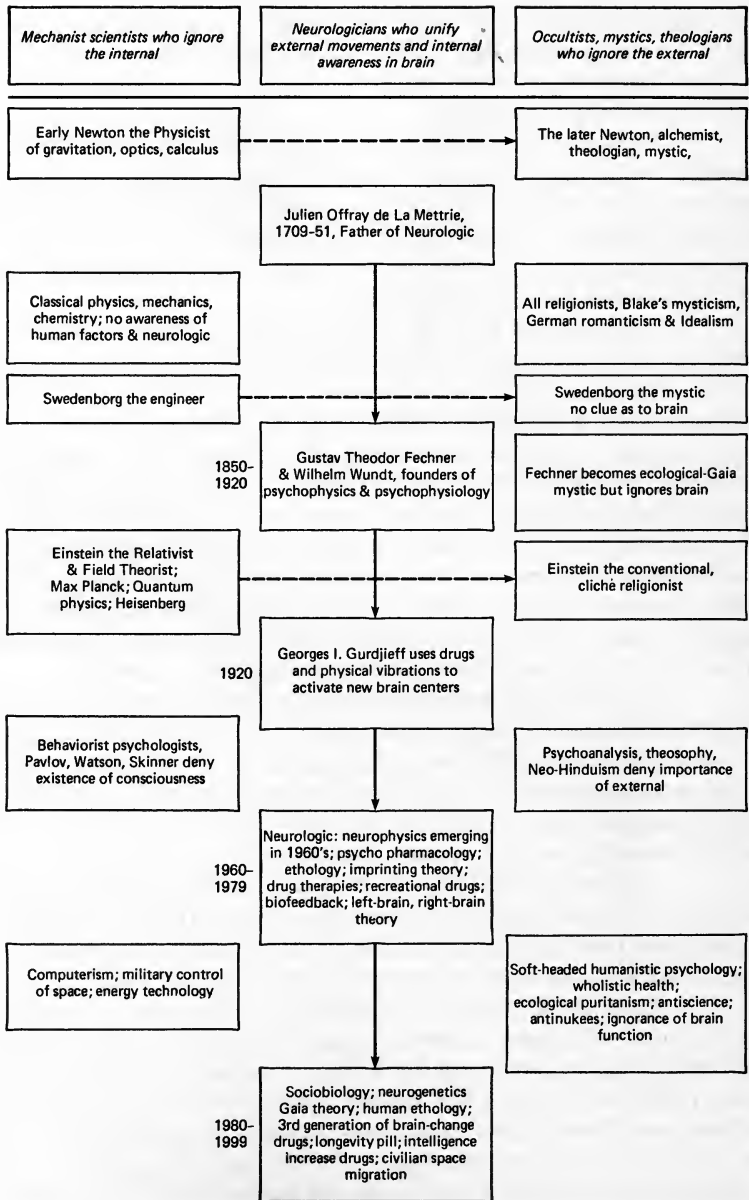 Mechanist scientists who ignore
the internal
Neurologicians who unify
external movements and internal
awareness in brain
Occultists, mystics, theologians
who ignore the external
Early Newton the Physicist
of gravitation, optics, calculus
The later Newton, alchemist,
theologian, mystic,
Julien Offray de La Mettrie,
1709-51, Father of Neurologic
Classical physics, mechanics,
chemistry; no awareness of
human factors & neurologic
All religionists, Blake's mysticism,
German romanticism & Idealism
Swedenborg the engineer
Swedenborg the mystic
no clue as to brain
1850-
1920
Gustav Theodor Fechner
& Wilhelm Wundt, founders of
psychophysics & psychophysiology
Fechner becomes ecological-Gaia
mystic but ignores brain
Einstein the Relativist
& Field Theorist;
Max Planck; Quantum
physics; Heisenberg
Einstein the conventional,
cliché religionist
1920
Georges I. Gurdjieff uses drugs
and physical vibrations to
activate new brain centers
Behaviorist psychologists,
Pavlov, Watson, Skinner deny
existence of consciousness
Psychoanalysis, theosophy,
Neo-Hinduism deny importance
of external
1960-
1979
Neurologic: neurophysics emerging
in 1960's; psycho pharmacology;
ethology; imprinting theory;
drug therapies; recreational drugs;
biofeedback; left-brain, right-brain
theory
Computerism; military control
of space; energy technology
Soft-headed humanistic psychology;
wholistic health;
ecological puritanism; antiscience;
antinukees; ignorance of brain
function
1980-
1999
Sociobiology; neurogenetics
Gaia theory; human ethology;
3rd generation of brain-change
drugs; longevity pill; intelligence
increase drugs; civilian space
migration